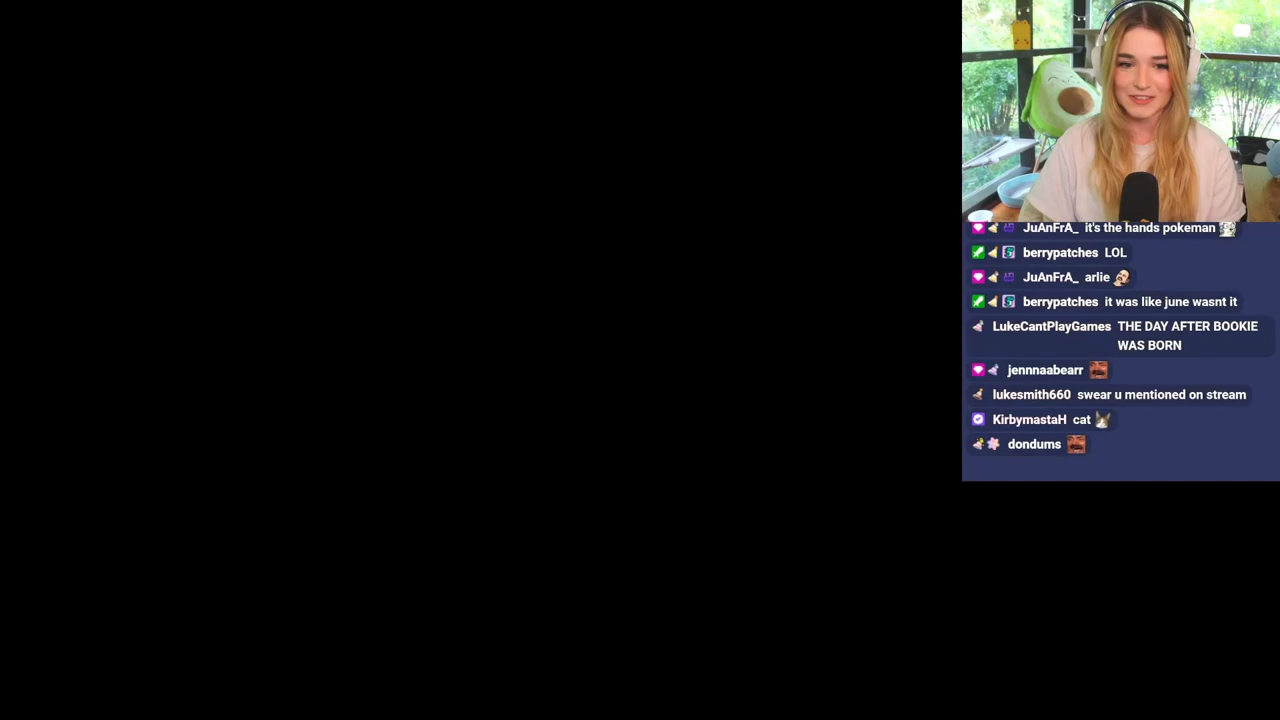 JuAnFrA_ it's the hands pokeman
berrypatches LOL
JuAnFrA_ arlie
berrypatches it was like june wasnt it
LukeCantPlayGames THE DAY AFTER BOOKIE
WAS BORN
jennnaabearr
lukesmith660 swear u mentioned on stream
KirbymastaH cat
dondums